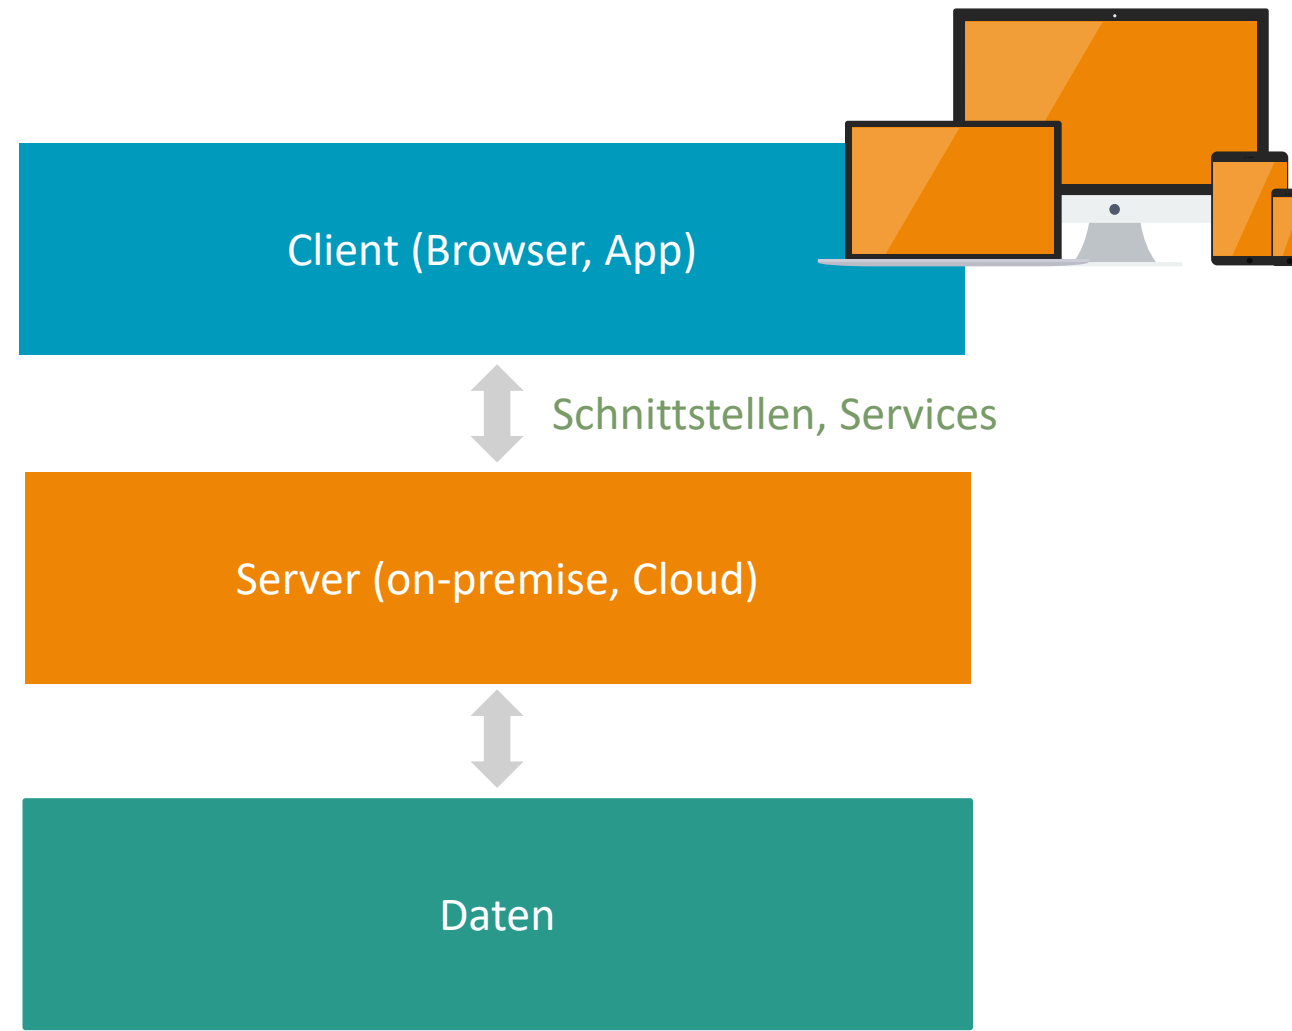 Client (Browser, App)
Schnittstellen, Services
Server (on-premise, Cloud)
Daten